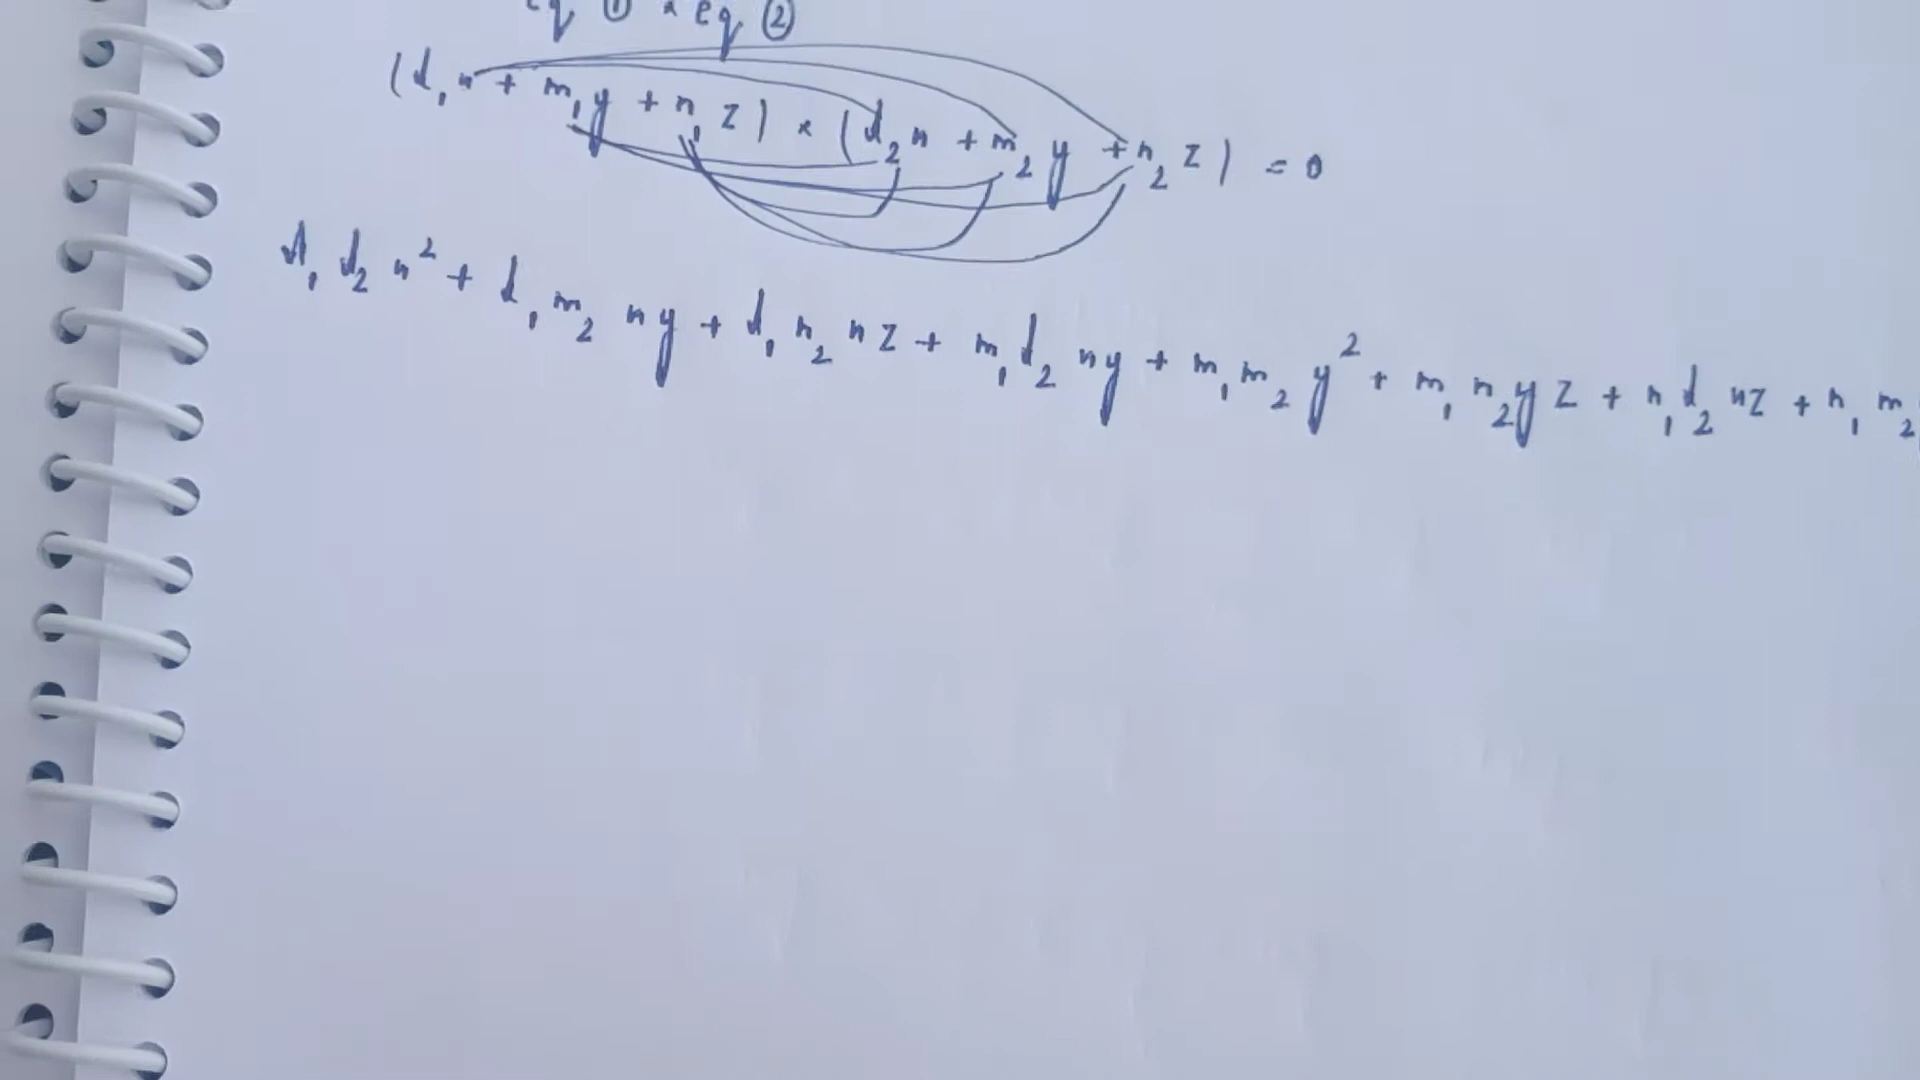 eq ① × eq ②
(l₁x + m₁y + n₁z) × (l₂x + m₂y + n₂z) = 0
l₁l₂x² + l₁m₂xy + l₁n₂xz + m₁l₂xy + m₁m₂y² + m₁n₂yz + n₁l₂xz + n₁m₂